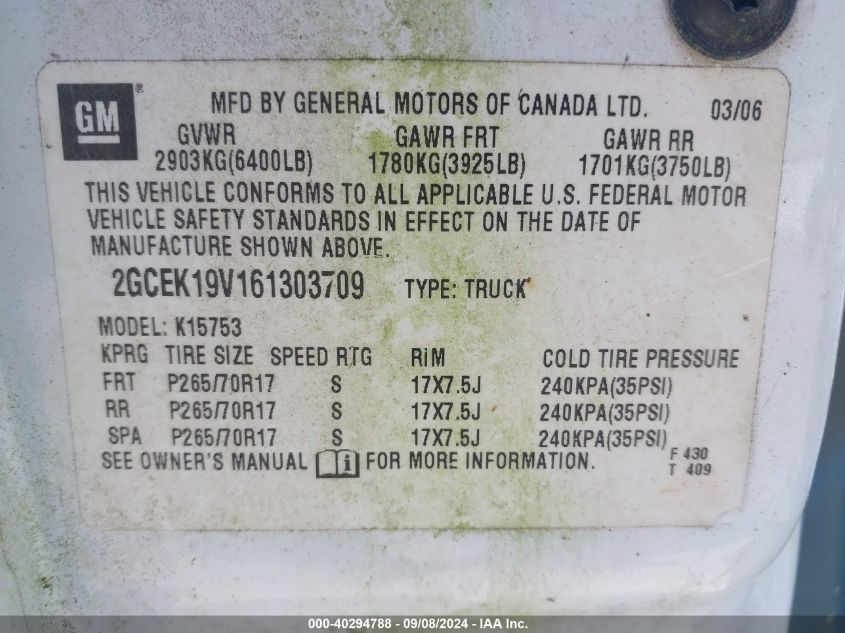 GM ®
MFD BY GENERAL MOTORS OF CANADA LTD. 03/06
GVWR GAWR FRT GAWR RR
2903KG(6400LB) 1780KG(3925LB) 1701KG(3750LB)
THIS VEHICLE CONFORMS TO ALL APPLICABLE U.S. FEDERAL MOTOR
VEHICLE SAFETY STANDARDS IN EFFECT ON THE DATE OF
MANUFACTURE SHOWN ABOVE.
2GCEK19V161303709 TYPE: TRUCK
MODEL: K15753
KPRG TIRE SIZE SPEED RTG RIM COLD TIRE PRESSURE
FRT P265/70R17 S 17X7.5J 240KPA(35PSI)
RR P265/70R17 S 17X7.5J 240KPA(35PSI)
SPA P265/70R17 S 17X7.5J 240KPA(35PSI)
SEE OWNER'S MANUAL i FOR MORE INFORMATION.
F 430
T 409
000-40294788 - 09/08/2024 - IAA Inc.